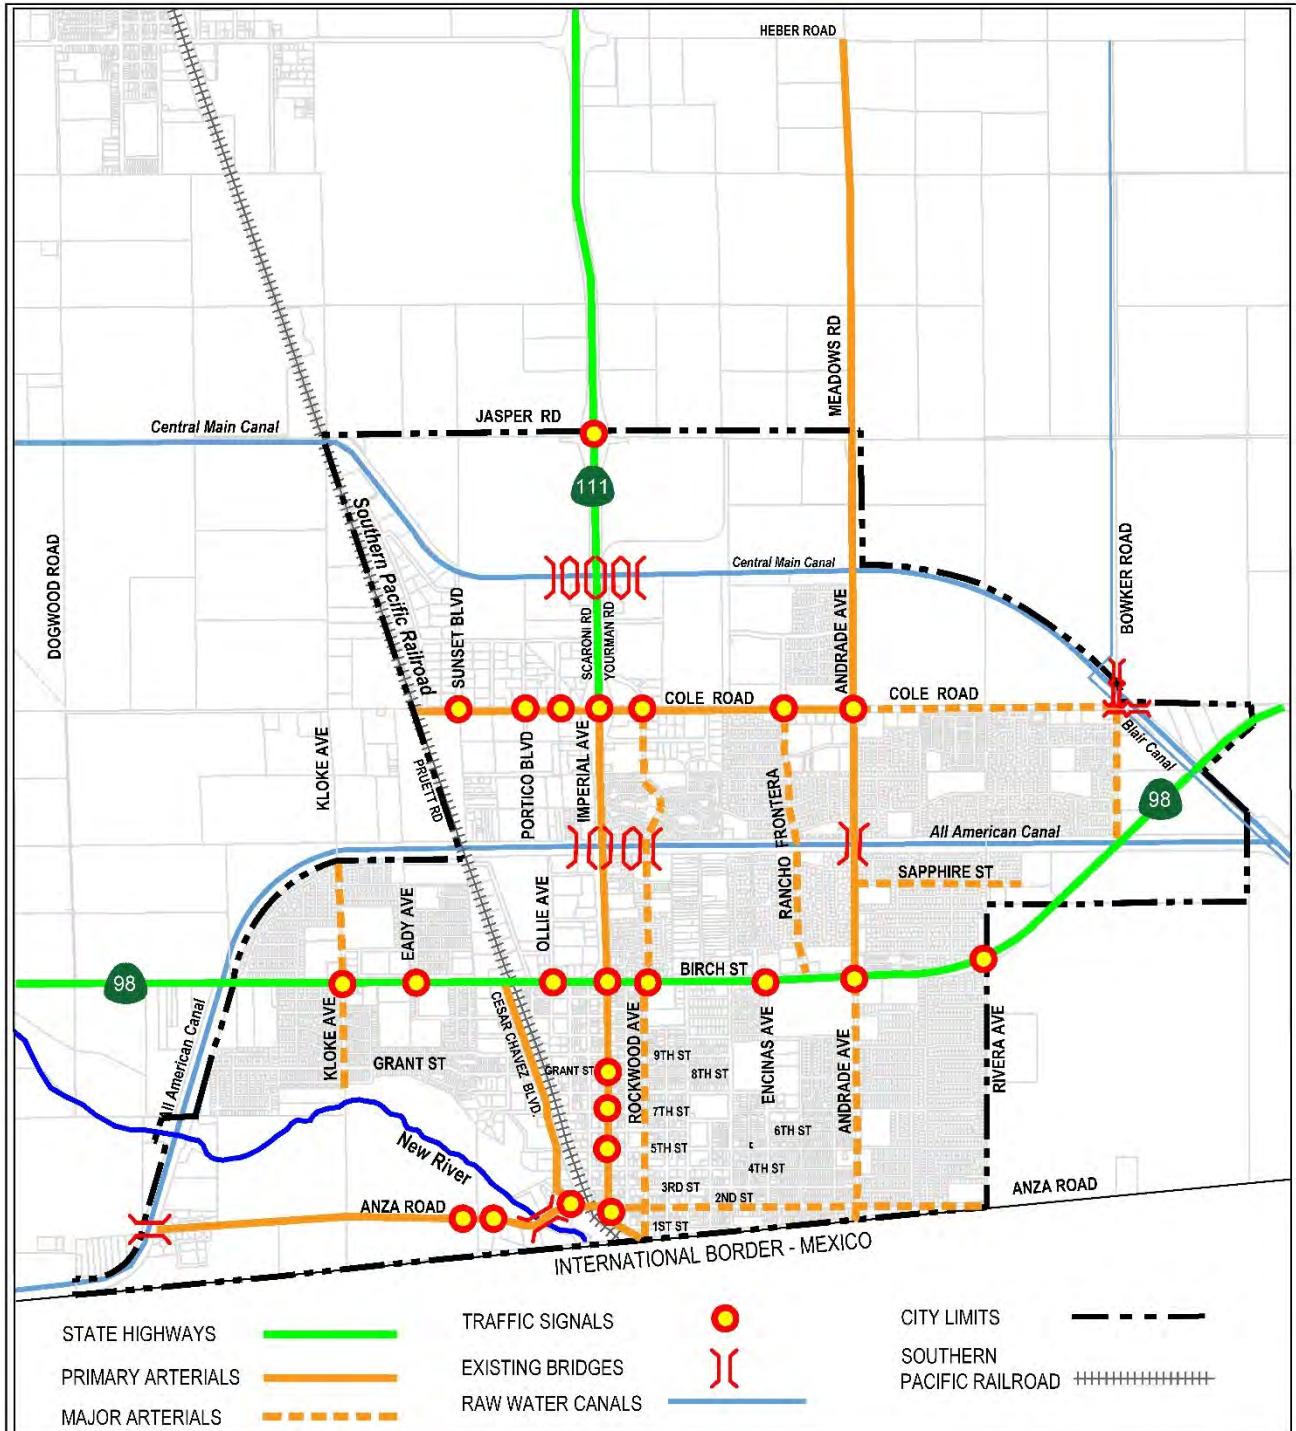 HEBER ROAD
MEADOWS RD
JASPER RD
Central Main Canal
111
Southern Pacific Railroad
Central Main Canal
DOGWOOD ROAD
BOWKER ROAD
SUNSET BLVD
SCARONI RD
YOURMAN RD
ANDRADE AVE
COLE ROAD
COLE ROAD
KLOKE AVE
PRUETT RD
PORTICO BLVD
IMPERIAL AVE
RANCHO FRONTERA
Blair Canal
98
All American Canal
SAPPHIRE ST
EADY AVE
OLLIE AVE
BIRCH ST
98
All American Canal
KLOKE AVE
CESAR CHAVEZ BLVD.
ROCKWOOD AVE
ENCINAS AVE
ANDRADE AVE
RIVERA AVE
GRANT ST
GRANT ST
9TH ST
8TH ST
7TH ST
6TH ST
5TH ST
4TH ST
3RD ST
2ND ST
1ST ST
New River
ANZA ROAD
ANZA ROAD
INTERNATIONAL BORDER - MEXICO
STATE HIGHWAYS
PRIMARY ARTERIALS
MAJOR ARTERIALS
TRAFFIC SIGNALS
EXISTING BRIDGES
RAW WATER CANALS
CITY LIMITS
SOUTHERN
PACIFIC RAILROAD